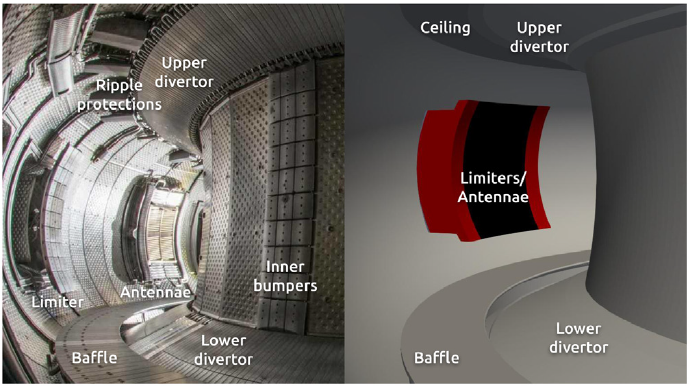 Upper
divertor
Ripple
protections
Inner
bumpers
Antennae
Limiter
Lower
divertor
Baffle
Ceiling
Upper
divertor
Limiters/
Antennae
Lower
divertor
Baffle